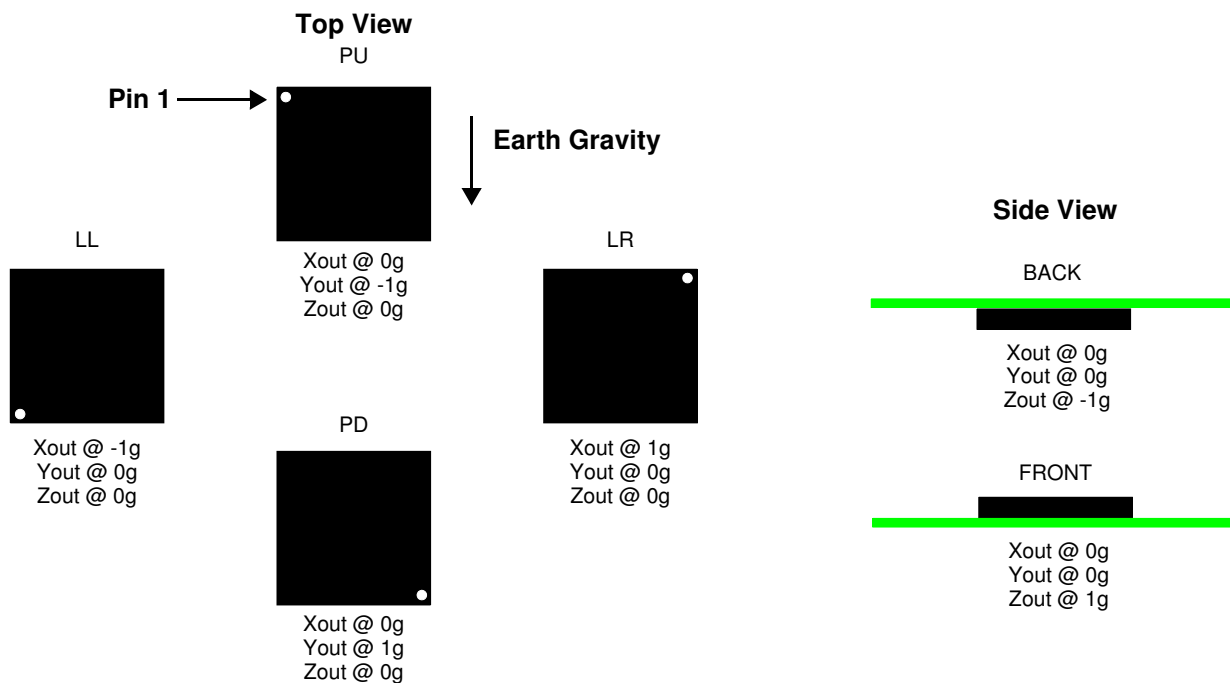 Top View
PU
Pin 1
Earth Gravity
Xout @ 0g
Yout @ -1g
Zout @ 0g
LL
Xout @ -1g
Yout @ 0g
Zout @ 0g
LR
Xout @ 1g
Yout @ 0g
Zout @ 0g
PD
Xout @ 0g
Yout @ 1g
Zout @ 0g
Side View
BACK
Xout @ 0g
Yout @ 0g
Zout @ -1g
FRONT
Xout @ 0g
Yout @ 0g
Zout @ 1g